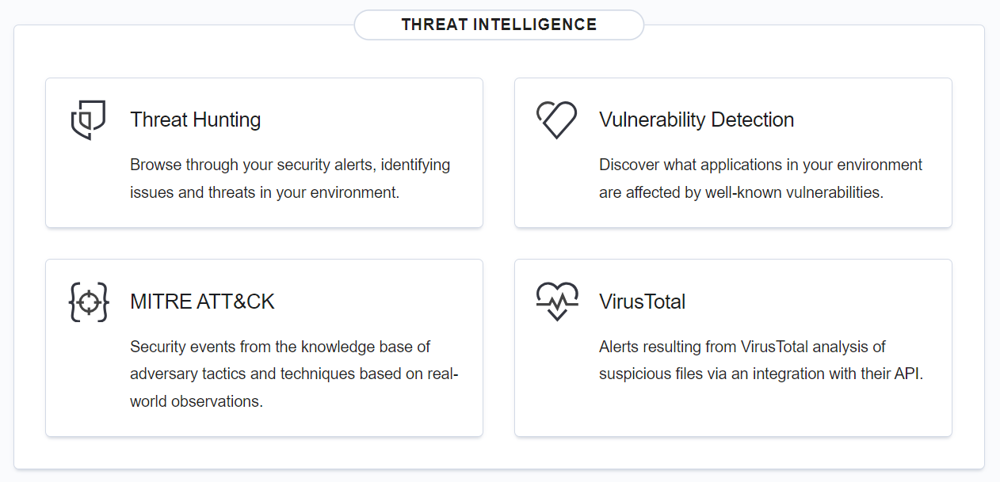 THREAT INTELLIGENCE
Threat Hunting
Browse through your security alerts, identifying
issues and threats in your environment.
Vulnerability Detection
Discover what applications in your environment
are affected by well-known vulnerabilities.
MITRE ATT&CK
Security events from the knowledge base of
adversary tactics and techniques based on real-
world observations.
VirusTotal
Alerts resulting from VirusTotal analysis of
suspicious files via an integration with their API.